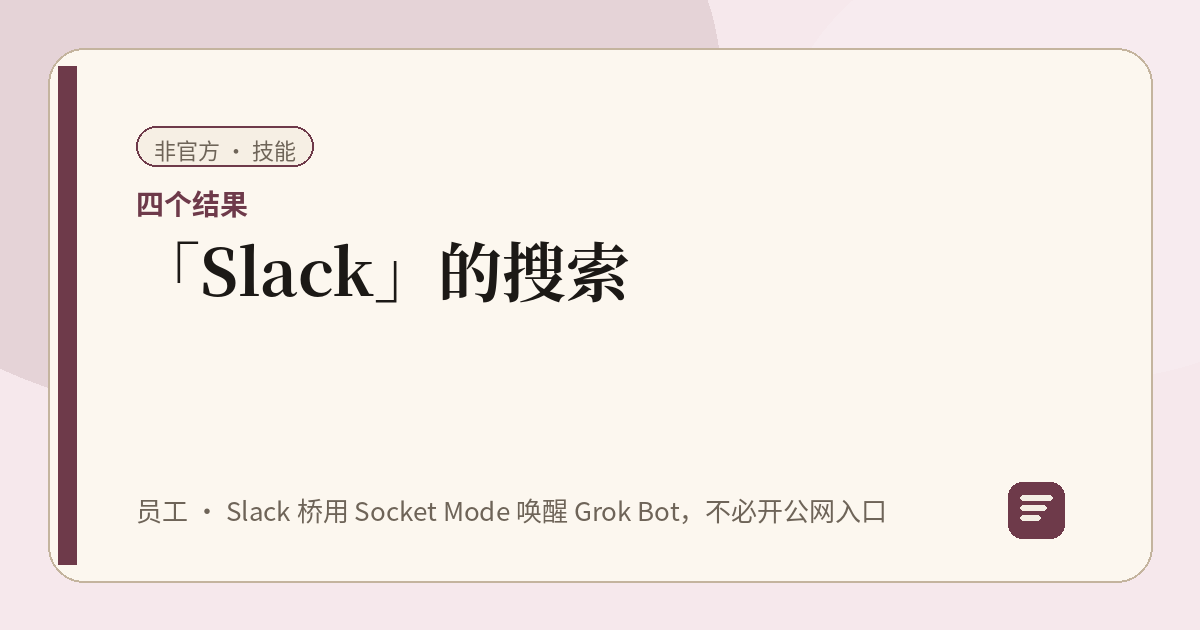 非官方 · 技能
四个结果
「Slack」的搜索
员工 · Slack 桥用 Socket Mode 唤醒 Grok Bot，不必开公网入口